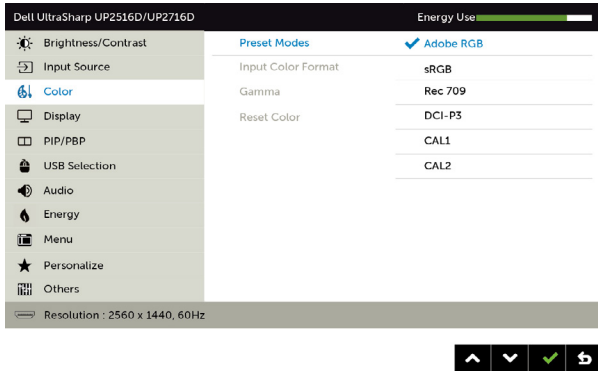 Dell UltraSharp UP2516D/UP2716D
Energy Use
Brightness/Contrast
Input Source
Color
Display
PIP/PBP
USB Selection
Audio
Energy
Menu
Personalize
Others
Preset Modes
Input Color Format
Gamma
Reset Color
Adobe RGB
sRGB
Rec 709
DCI-P3
CAL1
CAL2
Resolution : 2560 x 1440, 60Hz